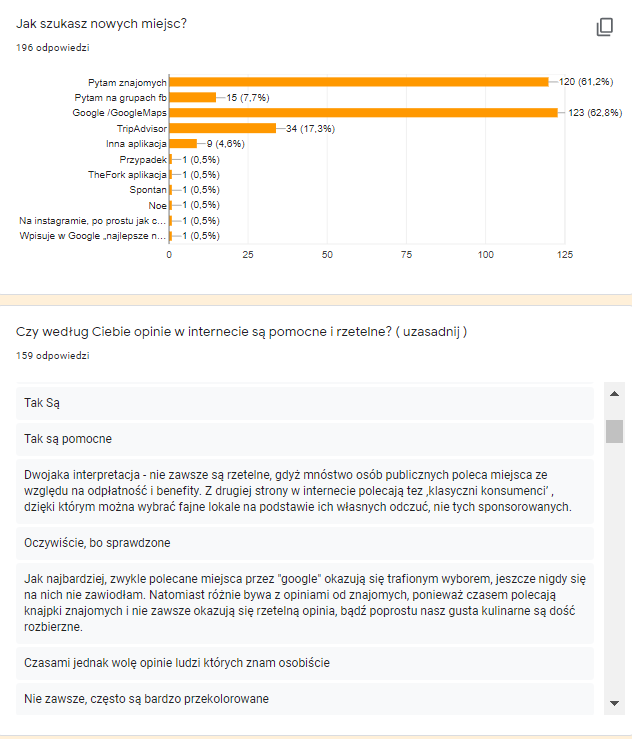 Jak szukasz nowych miejsc?
196 odpowiedzi
Pytam znajomych 120 (61,2%)
Pytam na grupach fb 15 (7,7%)
Google /GoogleMaps 123 (62,8%)
TripAdvisor 34 (17,3%)
Inna aplikacja 9 (4,6%)
Przypadek 1 (0,5%)
TheFork aplikacja 1 (0,5%)
Spontan 1 (0,5%)
Noe 1 (0,5%)
Na instagramie, po prostu jak c... 1 (0,5%)
Wpisuje w Google „najlepsze n... 1 (0,5%)
0 25 50 75 100 125
Czy według Ciebie opinie w internecie są pomocne i rzetelne? ( uzasadnij )
159 odpowiedzi
Tak Są
Tak są pomocne
Dwojaka interpretacja - nie zawsze są rzetelne, gdyż mnóstwo osób publicznych poleca miejsca ze
względu na odpłatność i benefity. Z drugiej strony w internecie polecają tez ‚klasyczni konsumenci’ ,
dzięki którym można wybrać fajne lokale na podstawie ich własnych odczuć, nie tych sponsorowanych.
Oczywiście, bo sprawdzone
Jak najbardziej, zwykle polecane miejsca przez "google" okazują się trafionym wyborem, jeszcze nigdy się
na nich nie zawiodłam. Natomiast różnie bywa z opiniami od znajomych, ponieważ czasem polecają
knajpki znajomych i nie zawsze okazują się rzetelną opinia, bądź poprostu nasz gusta kulinarne są dość
rozbierzne.
Czasami jednak wolę opinie ludzi których znam osobiście
Nie zawsze, często są bardzo przekolorowane